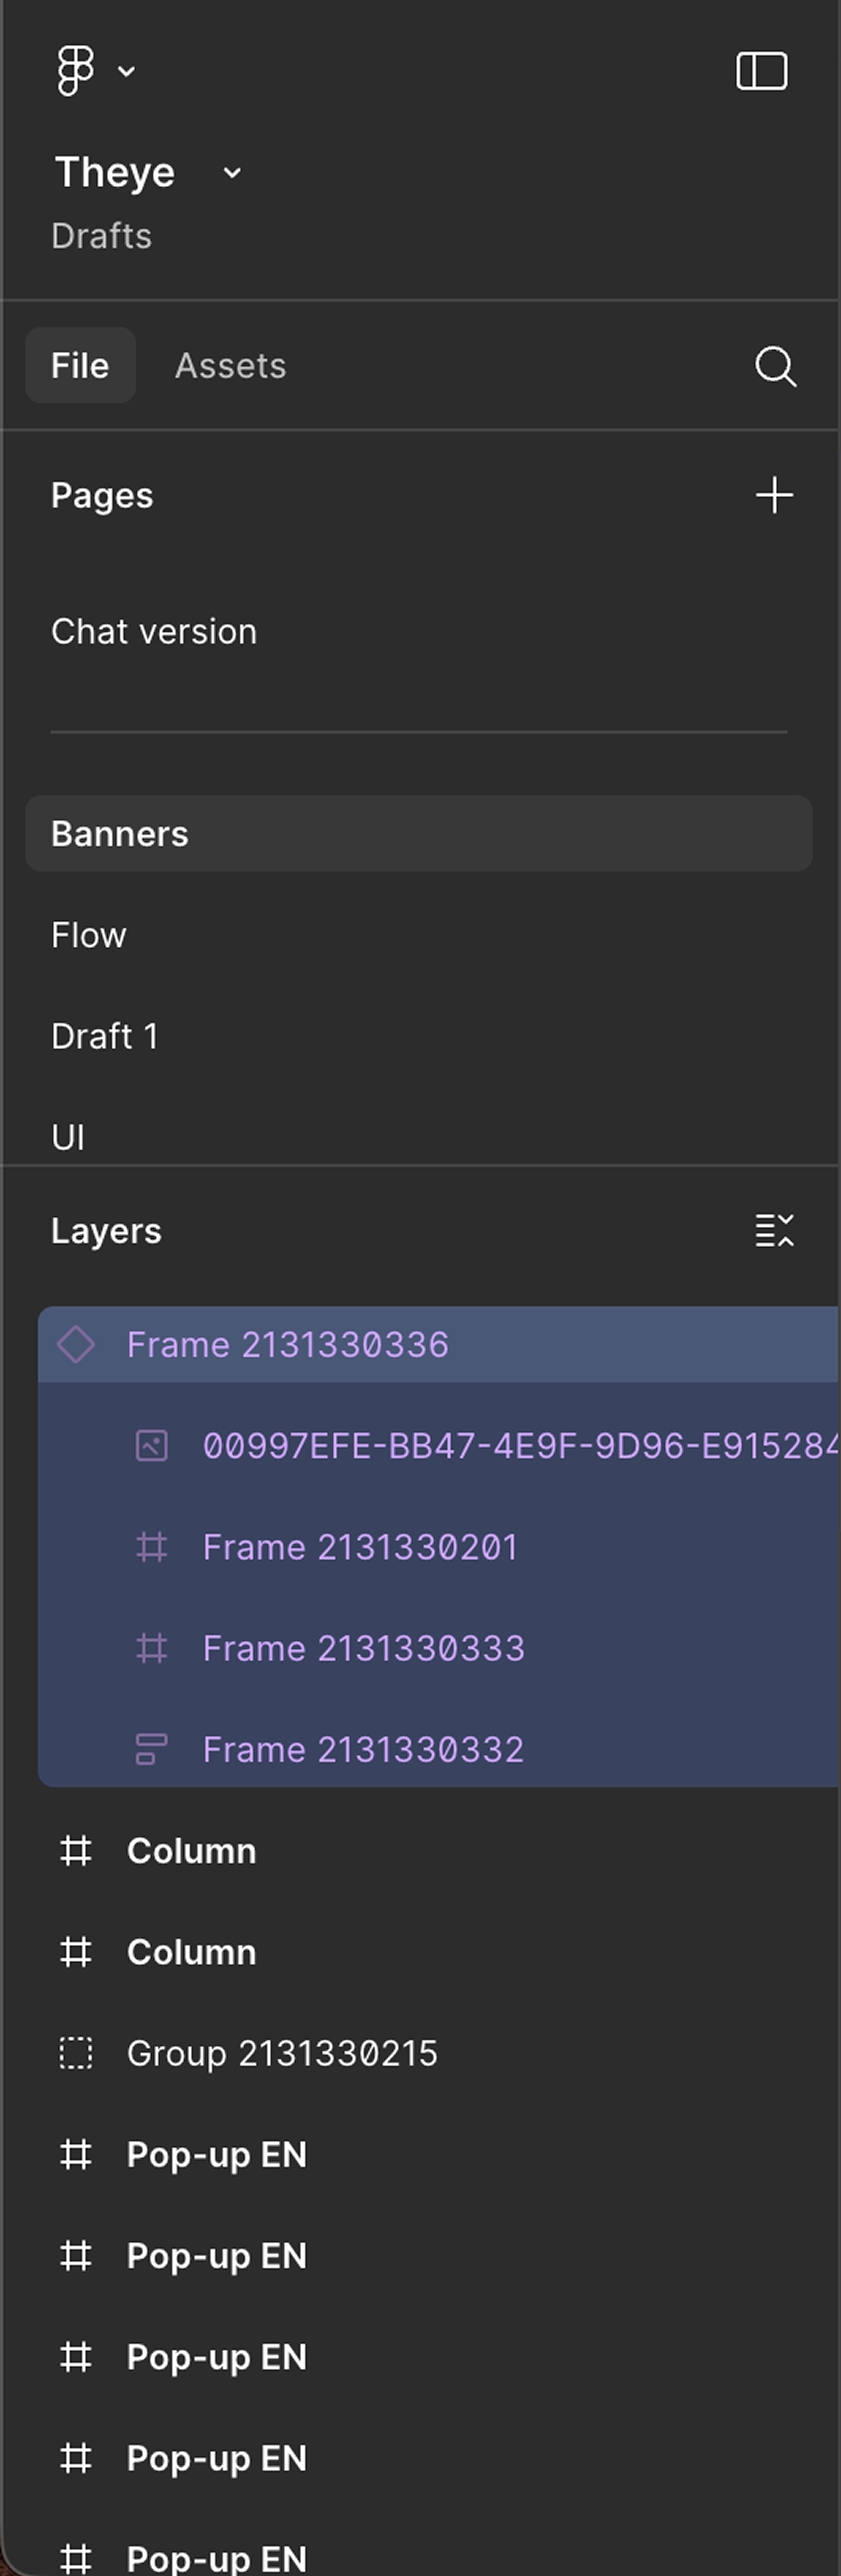 Theye
Drafts
File Assets
Pages
Chat version
Banners
Flow
Draft 1
UI
Layers
Frame 2131330336
00997EFE-BB47-4E9F-9D96-E915284
Frame 2131330201
Frame 2131330333
Frame 2131330332
Column
Column
Group 2131330215
Pop-up EN
Pop-up EN
Pop-up EN
Pop-up EN
Pop-up EN